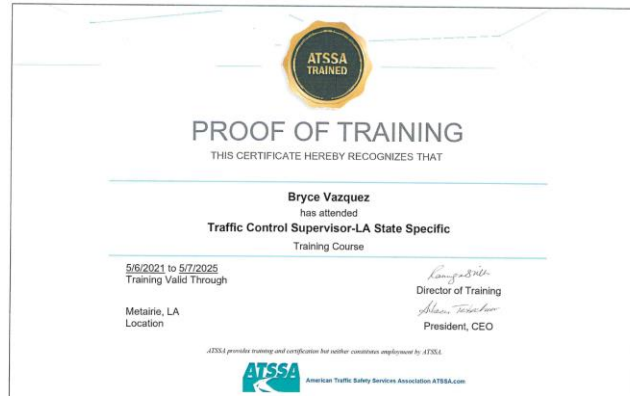 ATSSA
TRAINED
PROOF OF TRAINING
THIS CERTIFICATE HEREBY RECOGNIZES THAT
Bryce Vazquez
has attended
Traffic Control Supervisor-LA State Specific
Training Course
5/6/2021 to 5/7/2025
Training Valid Through
Director of Training
Metairie, LA
Location
President, CEO
ATSSA provides training and certification but neither constitutes employment by ATSSA.
ATSSA
American Traffic Safety Services Association ATSSA.com